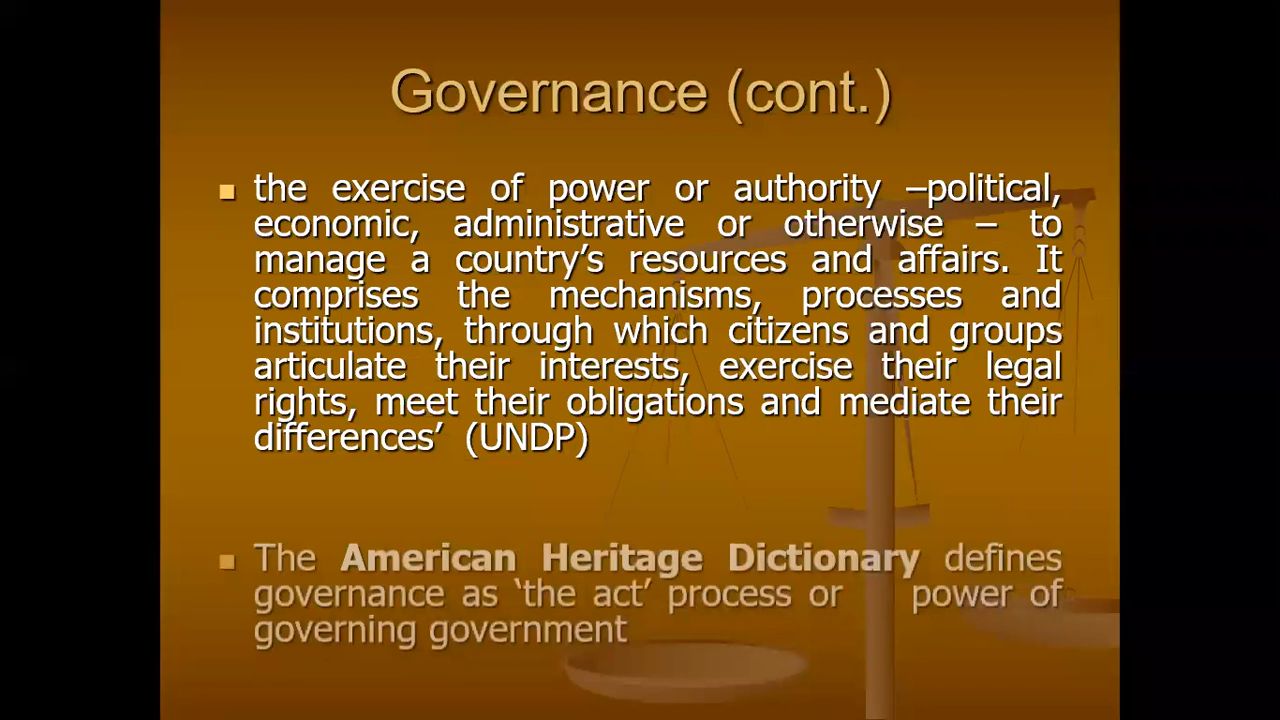 Governance (cont.)
the exercise of power or authority –political,
economic, administrative or otherwise – to
manage a country’s resources and affairs. It
comprises the mechanisms, processes and
institutions, through which citizens and groups
articulate their interests, exercise their legal
rights, meet their obligations and mediate their
differences’ (UNDP)
The American Heritage Dictionary defines
governance as ‘the act’ process or power of
governing government